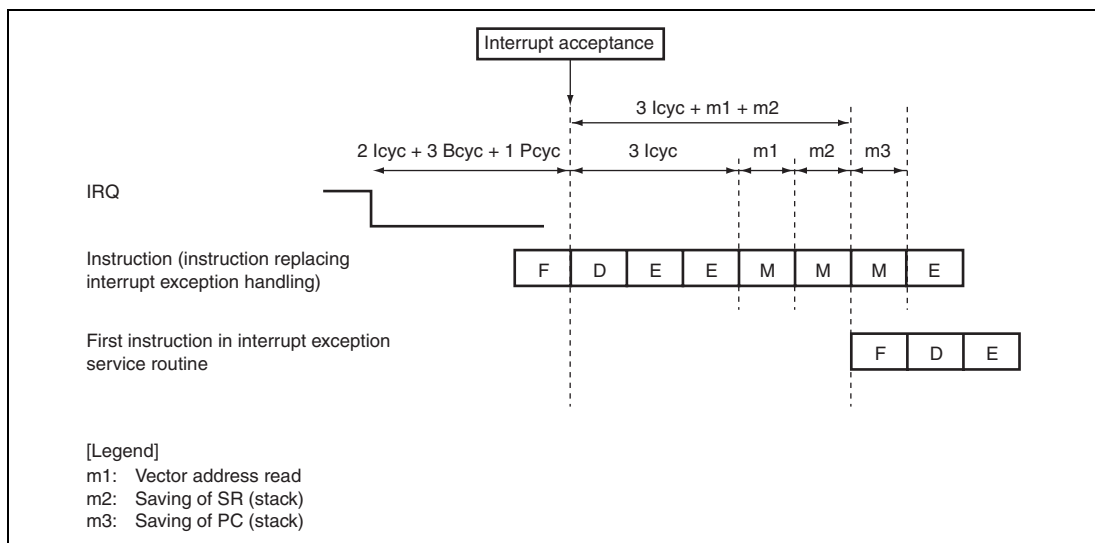 Interrupt acceptance
3 Icyc + m1 + m2
2 Icyc + 3 Bcyc + 1 Pcyc
3 Icyc
m1
m2
m3
IRQ
Instruction (instruction replacing
interrupt exception handling)
F D E E M M M E
First instruction in interrupt exception
service routine
F D E
[Legend]
m1: Vector address read
m2: Saving of SR (stack)
m3: Saving of PC (stack)